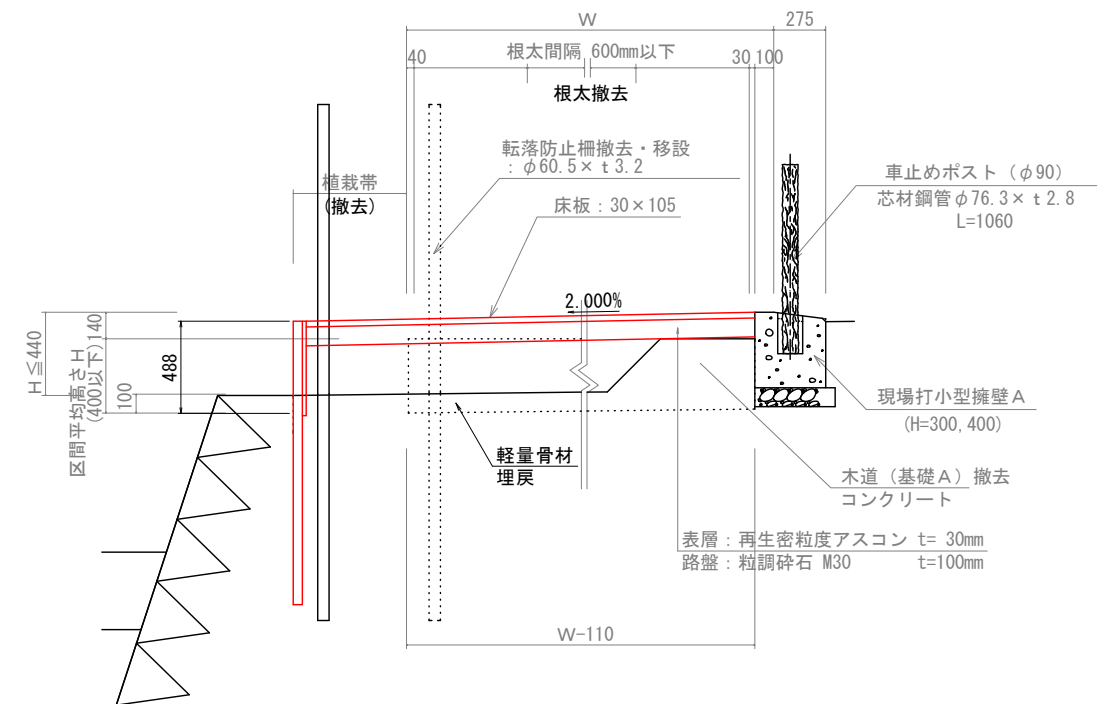 W
275
40
根太間隔 600mm以下
30
100
根太撤去
転落防止柵撤去・移設
：φ60.5×ｔ3.2
植栽帯
(撤去)
床板：30×105
車止めポスト（φ90）
芯材鋼管φ76.3×ｔ2.8
L=1060
2.000%
H≦440
区間平均高さH
(400以下)
140
100
488
現場打小型擁壁A
(H=300,400)
軽量骨材
埋戻
木道（基礎A）撤去
コンクリート
表層：再生密粒度アスコン t= 30mm
路盤：粒調砕石 M30 t=100mm
W-110